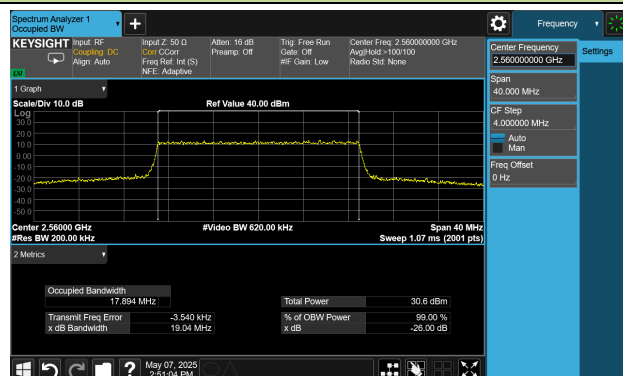 Spectrum Analyzer 1
Occupied BW
Frequency
KEYSIGHT
Input: RF
Coupling: DC
Align: Auto
Input Z: 50 Ω
Corr CCorr
Freq Ref: Int (S)
NFE: Adaptive
Atten: 16 dB
Preamp: Off
Trig: Free Run
Gate: Off
#IF Gain: Low
Center Freq: 2.560000000 GHz
Avg|Hold:>100/100
Radio Std: None
LXI
1 Graph
Scale/Div 10.0 dB
Ref Value 40.00 dBm
Log
30.0
20.0
10.0
0.00
-10.0
-20.0
-30.0
-40.0
-50.0
Center 2.56000 GHz
#Video BW 620.00 kHz
Span 40 MHz
#Res BW 200.00 kHz
Sweep 1.07 ms (2001 pts)
2 Metrics
Occupied Bandwidth
17.894 MHz
Total Power
30.6 dBm
Transmit Freq Error
-3.540 kHz
% of OBW Power
99.00 %
x dB Bandwidth
19.04 MHz
x dB
-26.00 dB
Center Frequency
2.560000000 GHz
Settings
Span
40.000 MHz
CF Step
4.000000 MHz
Auto
Man
Freq Offset
0 Hz
?
May 07, 2025
2:51:04 PM